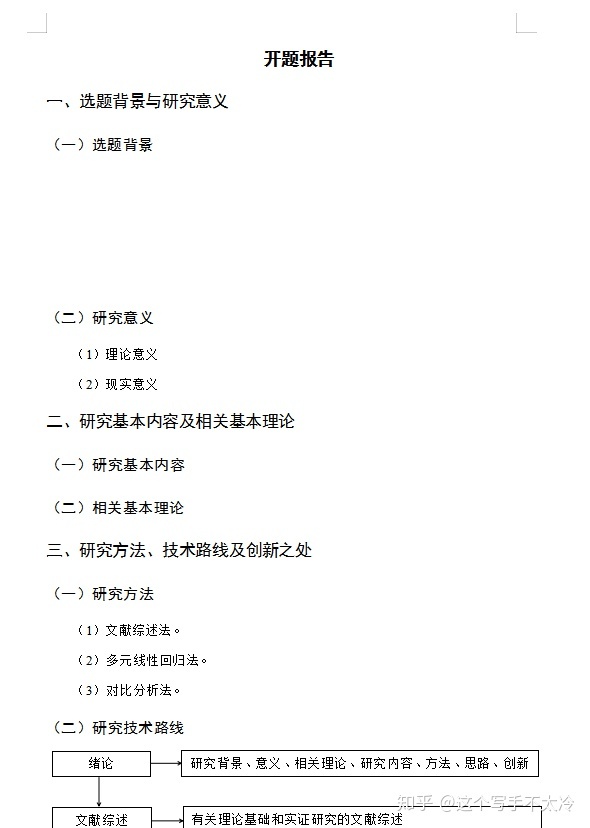 开题报告
一、选题背景与研究意义
（一）选题背景
（二）研究意义
（1）理论意义
（2）现实意义
二、研究基本内容及相关基本理论
（一）研究基本内容
（二）相关基本理论
三、研究方法、技术路线及创新之处
（一）研究方法
（1）文献综述法。
（2）多元线性回归法。
（3）对比分析法。
（二）研究技术路线
绪论
研究背景、意义、相关理论、研究内容、方法、思路、创新
文献综述
有关理论基础和实证研究的文献综述
知乎 @这个写手不太冷